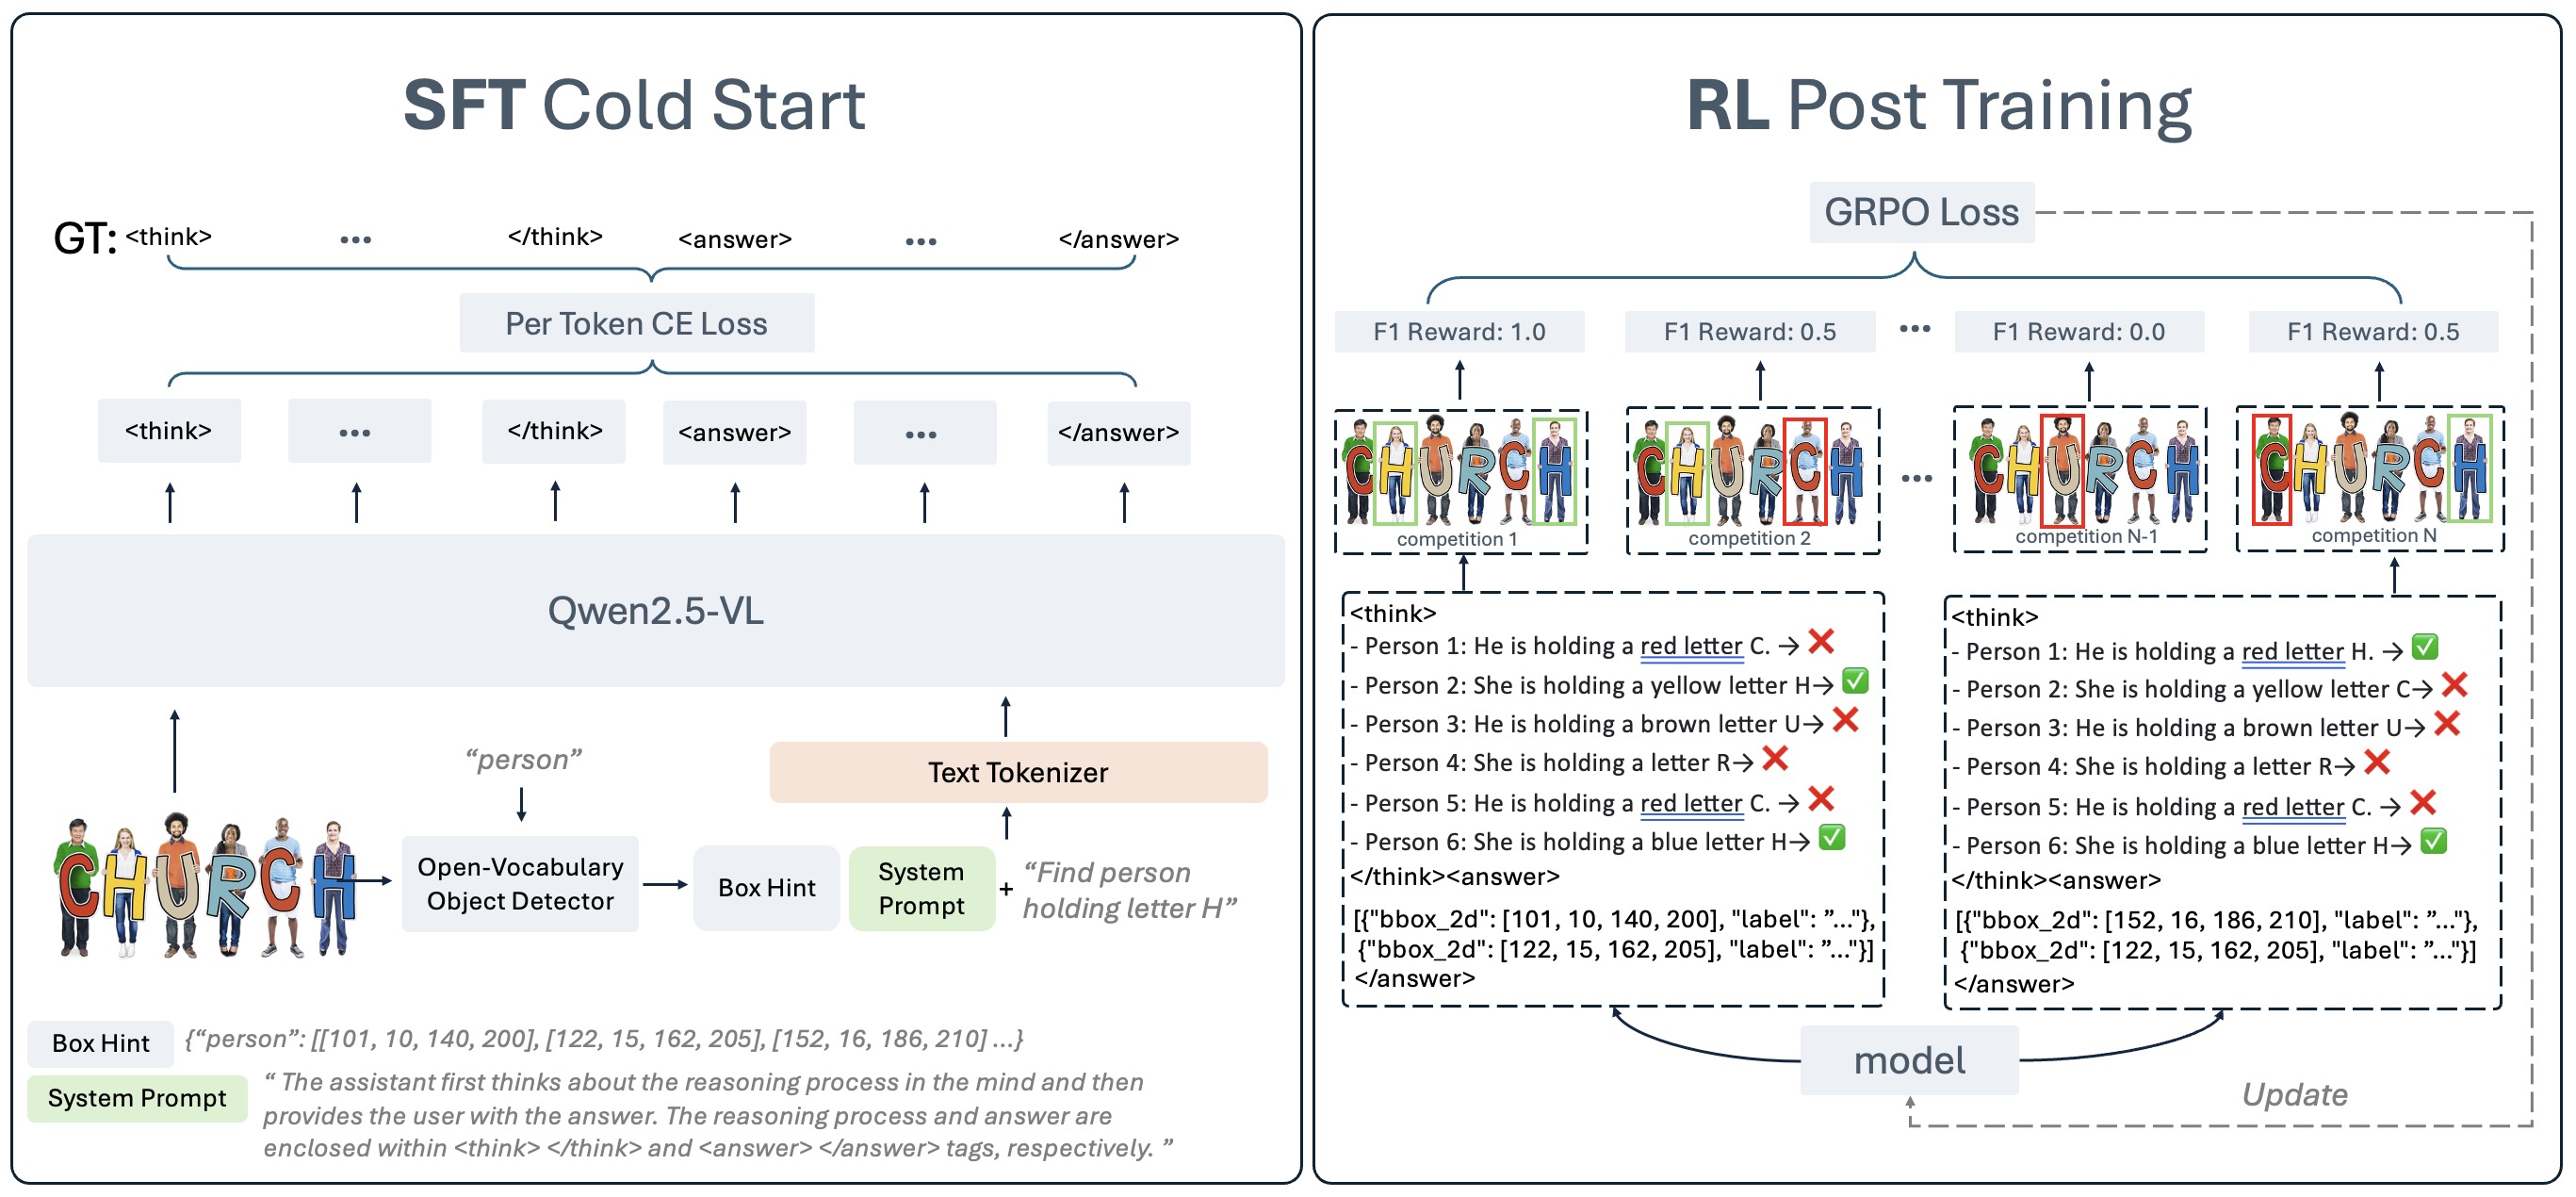 SFT Cold Start
GT: <think> ... </think> <answer> ... </answer>
Per Token CE Loss
<think> ... </think> <answer> ... </answer>
Qwen2.5-VL
“person”
Text Tokenizer
CHURCH
Open-Vocabulary
Object Detector
Box Hint
System
Prompt
+
“Find person
holding letter H”
Box Hint {“person”: [[101, 10, 140, 200], [122, 15, 162, 205], [152, 16, 186, 210] ...}
System Prompt “ The assistant first thinks about the reasoning process in the mind and then
provides the user with the answer. The reasoning process and answer are
enclosed within <think> </think> and <answer> </answer> tags, respectively. ”
RL Post Training
GRPO Loss
F1 Reward: 1.0 F1 Reward: 0.5 ... F1 Reward: 0.0 F1 Reward: 0.5
CHURCH CHURCH ... CHURCH CHURCH
competition 1 competition 2 competition N-1 competition N
<think>
- Person 1: He is holding a red letter C. → ❌
- Person 2: She is holding a yellow letter H→ ✅
- Person 3: He is holding a brown letter U→ ❌
- Person 4: She is holding a letter R→ ❌
- Person 5: He is holding a red letter C. → ❌
- Person 6: She is holding a blue letter H→ ✅
</think><answer>
[{"bbox_2d": [101, 10, 140, 200], "label": ”..."},
{"bbox_2d": [122, 15, 162, 205], "label": ”..."}]
</answer>
<think>
- Person 1: He is holding a red letter H. → ✅
- Person 2: She is holding a yellow letter C→ ❌
- Person 3: He is holding a brown letter U→ ❌
- Person 4: She is holding a letter R→ ❌
- Person 5: He is holding a red letter C. → ❌
- Person 6: She is holding a blue letter H→ ✅
</think><answer>
[{"bbox_2d": [152, 16, 186, 210], "label": ”..."},
{"bbox_2d": [122, 15, 162, 205], "label": ”..."}]
</answer>
model
Update